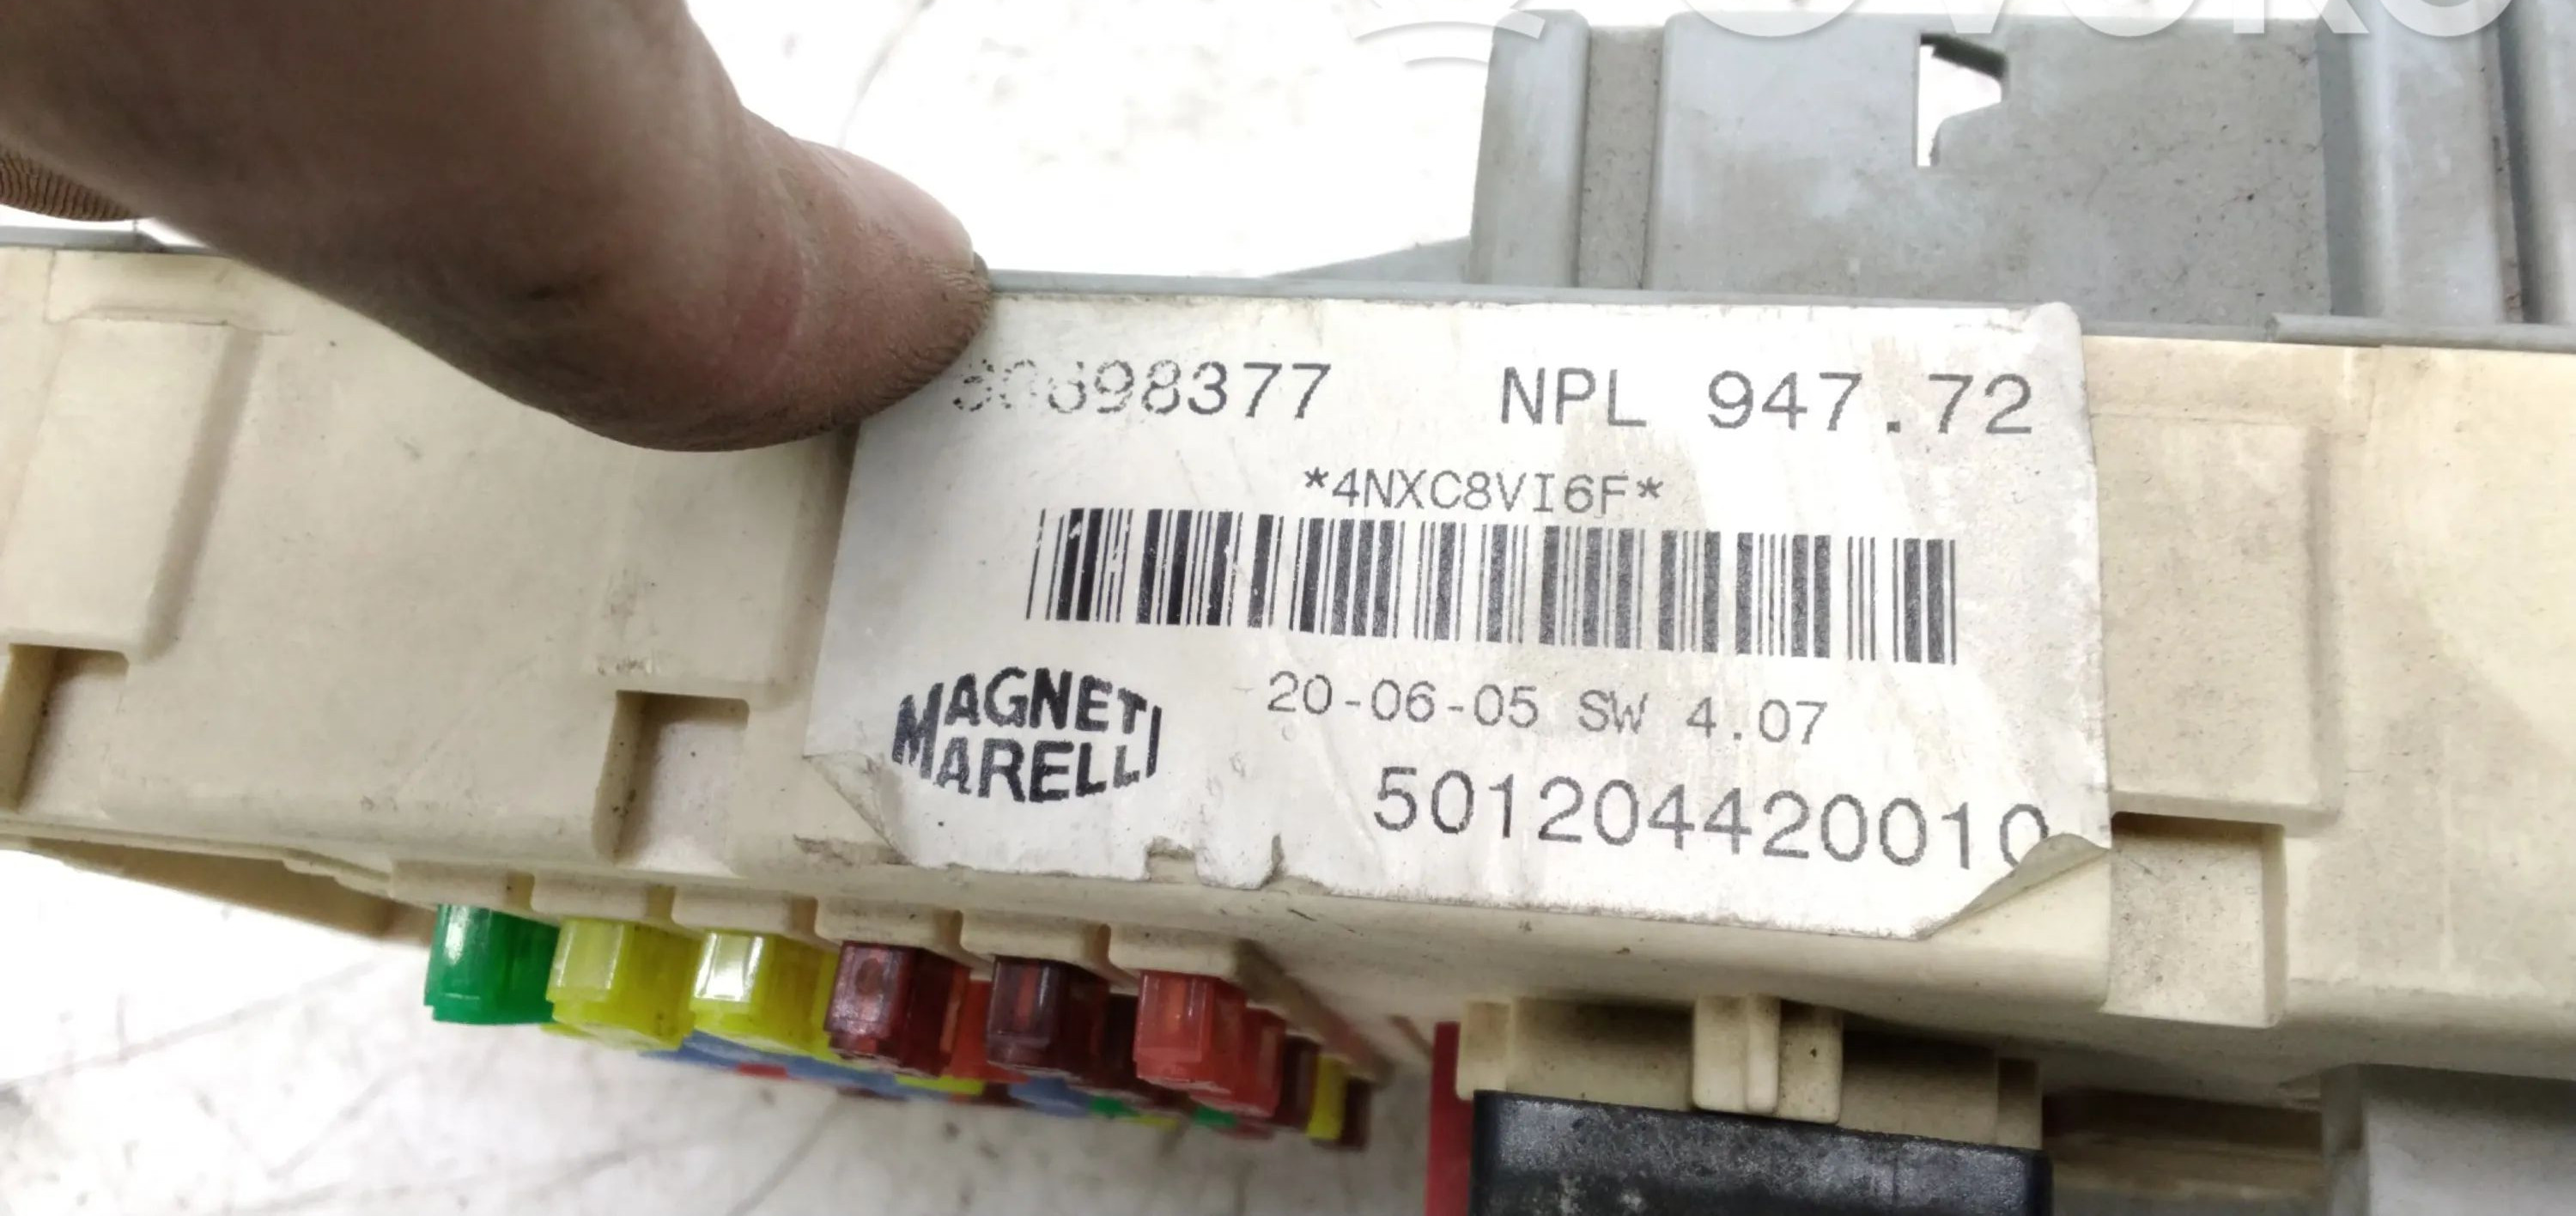 NPL 947.72
*4NXC8VI6F*
MAGNETI
MARELLI
20-06-05 SW 4.07
501204420010